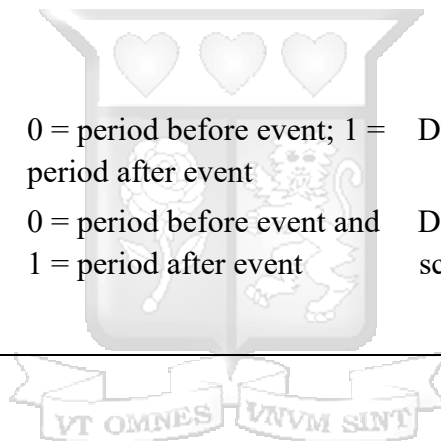 0 = period before event; 1 = D
period after event
0 = period before event and D
1 = period after event sc
VT OMNES VNVM SINT